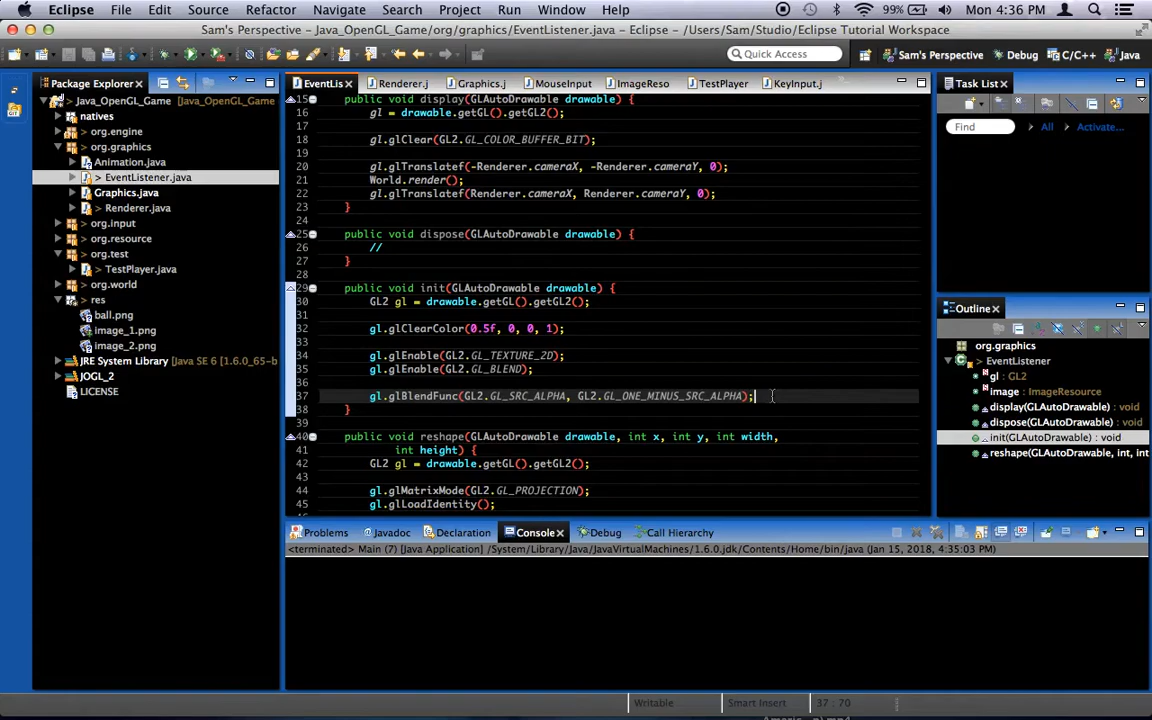 Eclipse File Edit Source Refactor Navigate Search Project Run Window Help 99% Mon 4:36 PM
Sam's Perspective - Java_OpenGL_Game/org/graphics/EventListener.java - Eclipse - /Users/Sam/Studio/Eclipse Tutorial Workspace
Quick Access Sam's Perspective Debug C/C++ Java
Package Explorer
Java_OpenGL_Game [Java_OpenGL_Game
natives
> org.engine
org.graphics
Animation.java
> EventListener.java
Graphics.java
> Renderer.java
> org.input
> org.resource
> org.test
> TestPlayer.java
> org.world
> res
ball.png
image_1.png
image_2.png
JRE System Library [Java SE 6 [1.6.0_65-b
JOGL_2
LICENSE
EventLis Renderer.j Graphics.j MouseInput ImageReso TestPlayer KeyInput.j
15 public void display(GLAutoDrawable drawable) {
16 gl = drawable.getGL().getGL2();
17
18 gl.glClear(GL2.GL_COLOR_BUFFER_BIT);
19
20 gl.glTranslatef(-Renderer.cameraX, -Renderer.cameraY, 0);
21 World.render();
22 gl.glTranslatef(Renderer.cameraX, Renderer.cameraY, 0);
23 }
24
25 public void dispose(GLAutoDrawable drawable) {
26 //
27 }
28
29 public void init(GLAutoDrawable drawable) {
30 GL2 gl = drawable.getGL().getGL2();
31
32 gl.glClearColor(0.5f, 0, 0, 1);
33
34 gl.glEnable(GL2.GL_TEXTURE_2D);
35 gl.glEnable(GL2.GL_BLEND);
36
37 gl.glBlendFunc(GL2.GL_SRC_ALPHA, GL2.GL_ONE_MINUS_SRC_ALPHA);
38 }
39
40 public void reshape(GLAutoDrawable drawable, int x, int y, int width,
41 int height) {
42 GL2 gl = drawable.getGL().getGL2();
43
44 gl.glMatrixMode(GL2.GL_PROJECTION);
45 gl.glLoadIdentity();
Task List
Find All Activate...
Outline
org.graphics
EventListener
gl : GL2
image : ImageResource
display(GLAutoDrawable) : void
dispose(GLAutoDrawable) : void
init(GLAutoDrawable) : void
reshape(GLAutoDrawable, int, int
Problems Javadoc Declaration Console Debug Call Hierarchy
<terminated> Main (7) [Java Application] /System/Library/Java/JavaVirtualMachines/1.6.0.jdk/Contents/Home/bin/java (Jan 15, 2018, 4:35:03 PM)
Writable Smart Insert 37 : 70